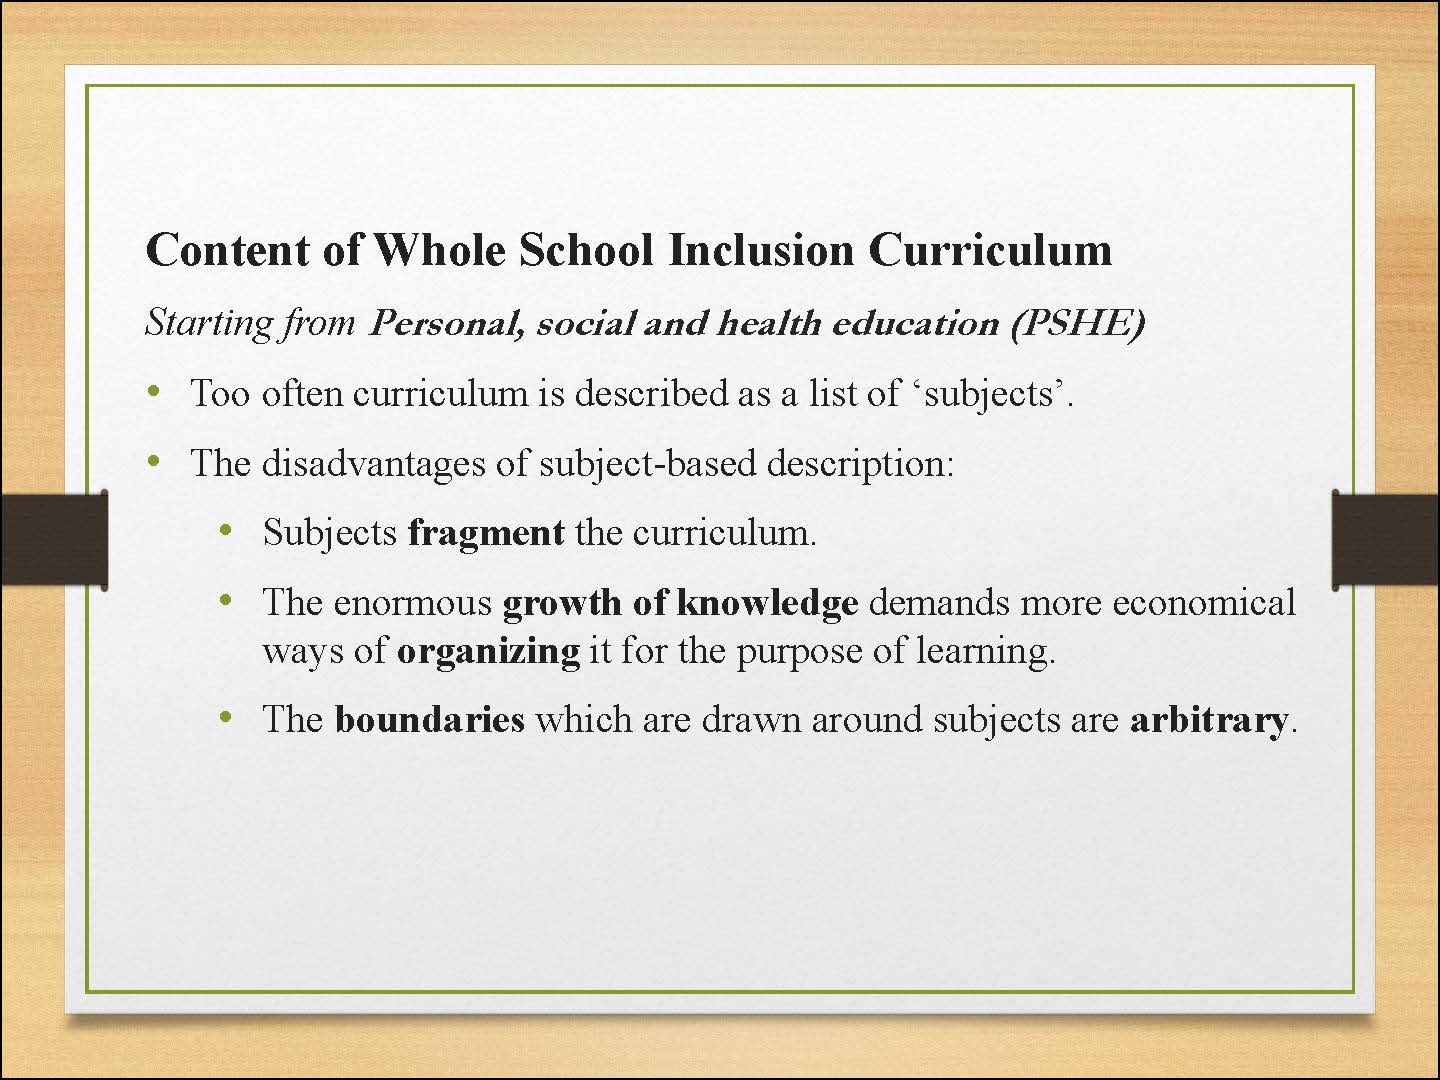 Content of Whole School Inclusion Curriculum
Starting from Personal, social and health education (PSHE)
• Too often curriculum is described as a list of ‘subjects’.
• The disadvantages of subject-based description:
• Subjects fragment the curriculum.
• The enormous growth of knowledge demands more economical
ways of organizing it for the purpose of learning.
• The boundaries which are drawn around subjects are arbitrary.